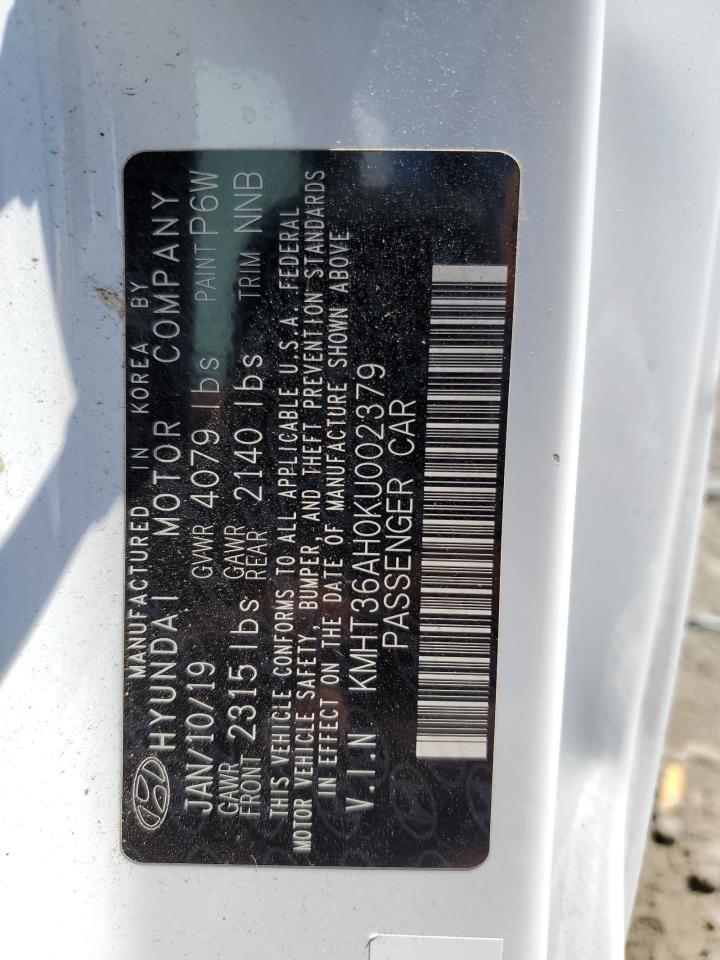 MANUFACTURED IN KOREA BY
HYUNDAI MOTOR COMPANY
JAN/10/19 GVWR 4079 lbs PAINT P6W
GAWR FRONT 2315 lbs GAWR REAR 2140 lbs TRIM NNB
THIS VEHICLE CONFORMS TO ALL APPLICABLE U.S.A. FEDERAL
MOTOR VEHICLE SAFETY, BUMPER, AND THEFT PREVENTION STANDARDS
IN EFFECT ON THE DATE OF MANUFACTURE SHOWN ABOVE
V.I.N KMHT36AH0KU002379
PASSENGER CAR